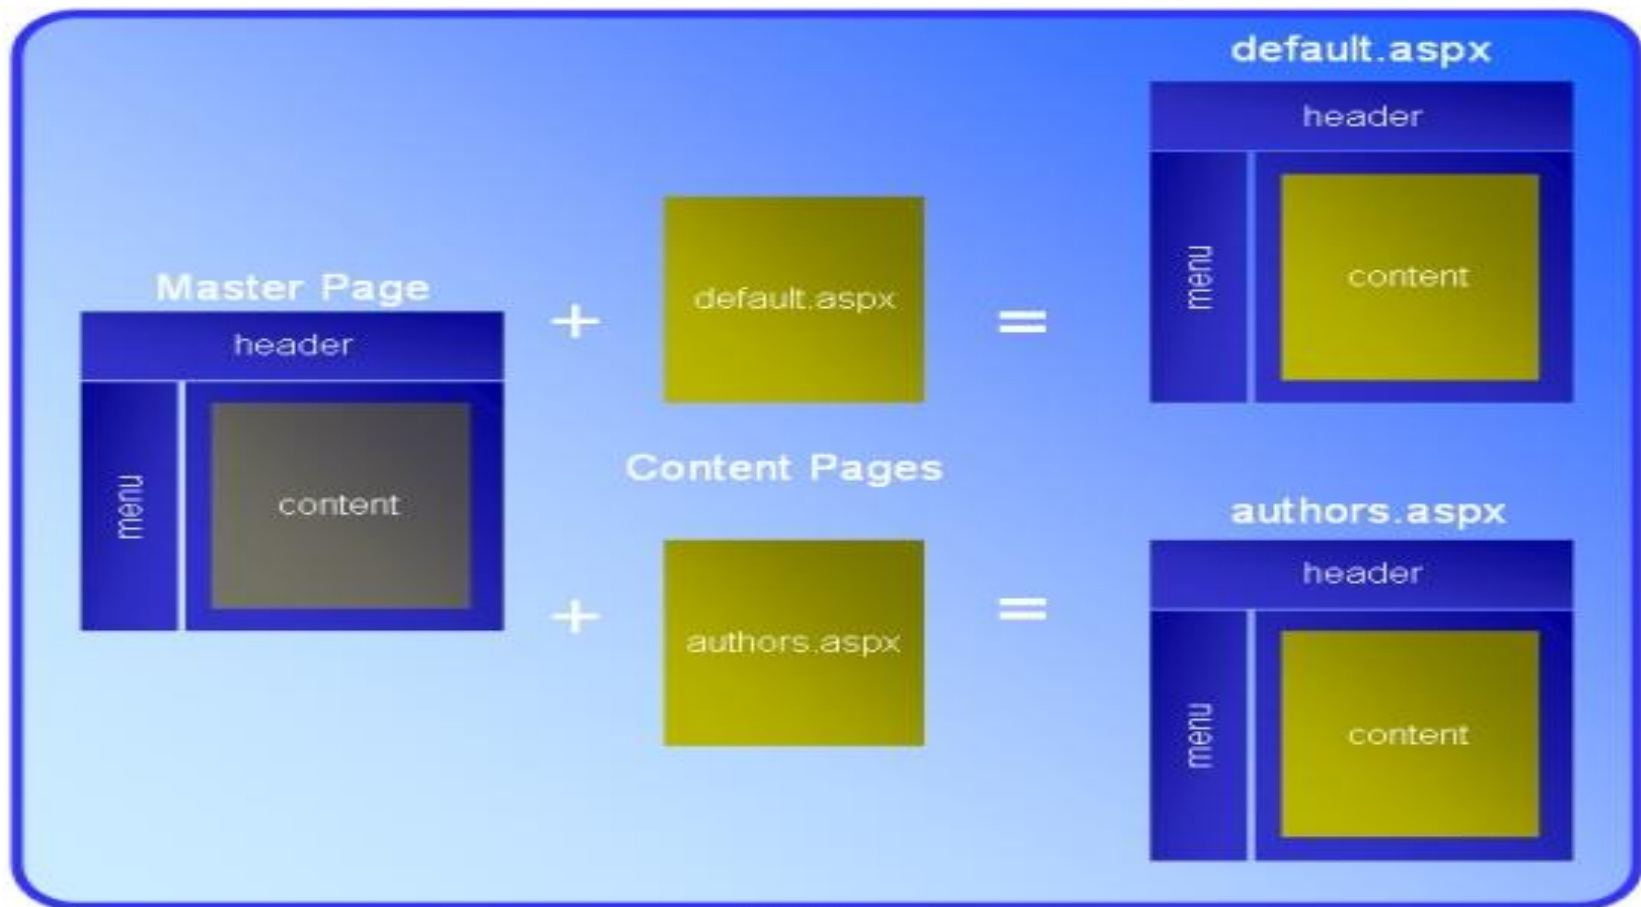 Master Page
header
menu
content
+
+
default.aspx
Content Pages
authors.aspx
=
=
default.aspx
header
menu
content
authors.aspx
header
menu
content